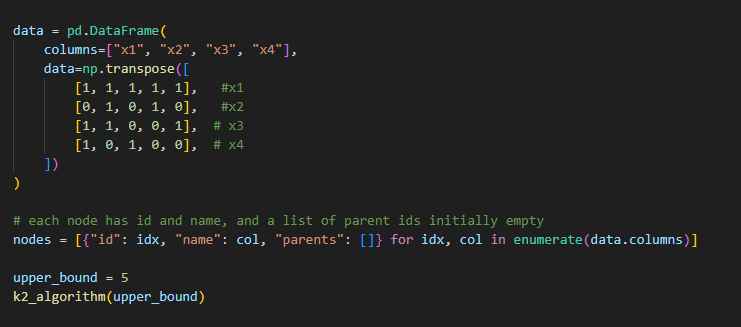 data = pd.DataFrame(
    columns=["x1", "x2", "x3", "x4"],
    data=np.transpose([
        [1, 1, 1, 1, 1],   #x1
        [0, 1, 0, 1, 0],   #x2
        [1, 1, 0, 0, 1],  # x3
        [1, 0, 1, 0, 0],  # x4
    ])
)

# each node has id and name, and a list of parent ids initially empty
nodes = [{"id": idx, "name": col, "parents": []} for idx, col in enumerate(data.columns)]

upper_bound = 5
k2_algorithm(upper_bound)